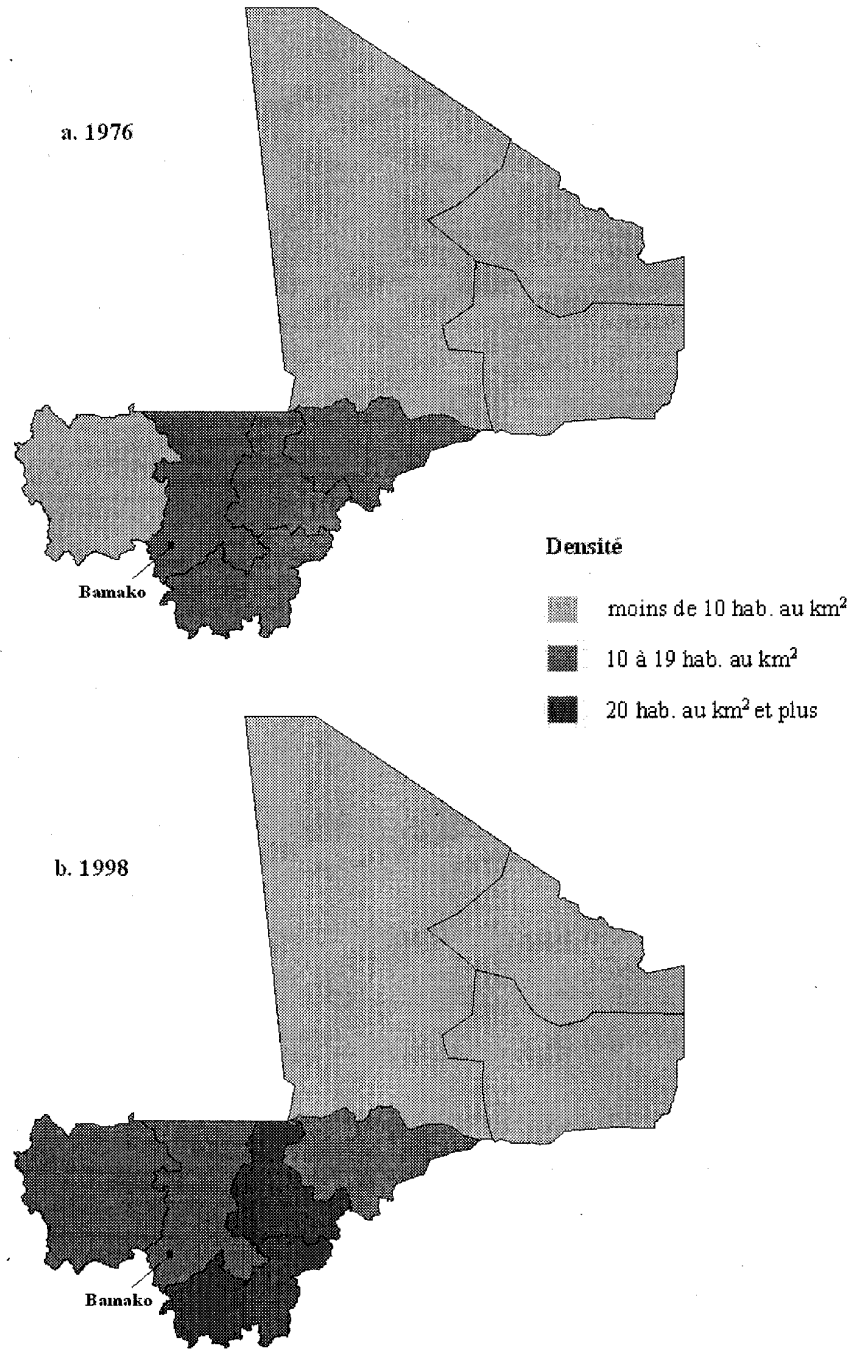 a. 1976
Bamako
Densité
moins de 10 hab. au km²
10 à 19 hab. au km²
20 hab. au km² et plus
b. 1998
Bamako